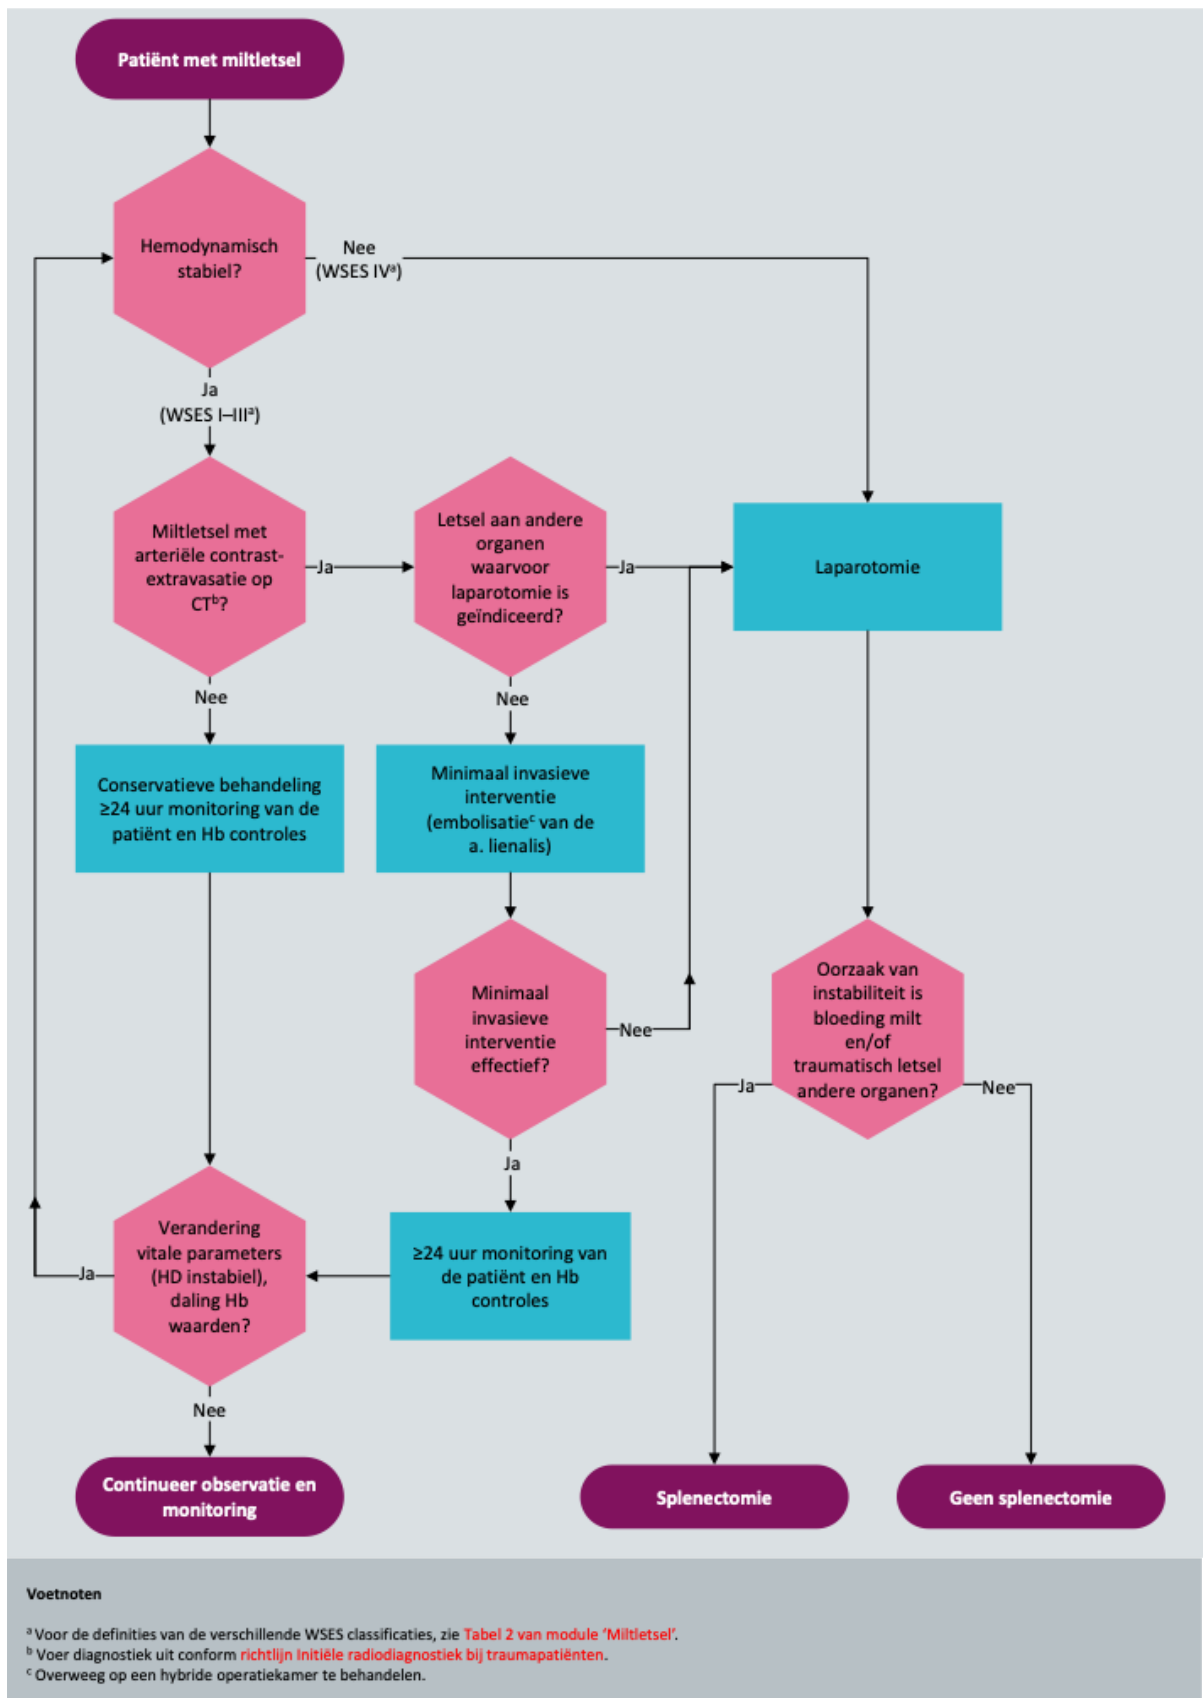 Patiënt met miltletsel
Hemodynamisch
stabiel?
Nee
(WSES IVᵃ)
Ja
(WSES I–IIIᵃ)
Miltletsel met
arteriële contrast-
extravasatie op
CTᵇ?
Ja
Letsel aan andere
organen
waarvoor
laparotomie is
geïndiceerd?
Ja
Laparotomie
Nee
Nee
Conservatieve behandeling
≥24 uur monitoring van de
patiënt en Hb controles
Minimaal invasieve
interventie
(embolisatieᶜ van de
a. lienalis)
Minimaal
invasieve
interventie
effectief?
Nee
Oorzaak van
instabiliteit is
bloeding milt
en/of
traumatisch letsel
andere organen?
Ja
Nee
Ja
Verandering
vitale parameters
(HD instabiel),
daling Hb
waarden?
Ja
≥24 uur monitoring van
de patiënt en Hb
controles
Nee
Continueer observatie en
monitoring
Splenectomie
Geen splenectomie
Voetnoten
ᵃ Voor de definities van de verschillende WSES classificaties, zie Tabel 2 van module ‘Miltletsel’.
ᵇ Voer diagnostiek uit conform richtlijn Initiële radiodiagnostiek bij traumapatiënten.
ᶜ Overweeg op een hybride operatiekamer te behandelen.